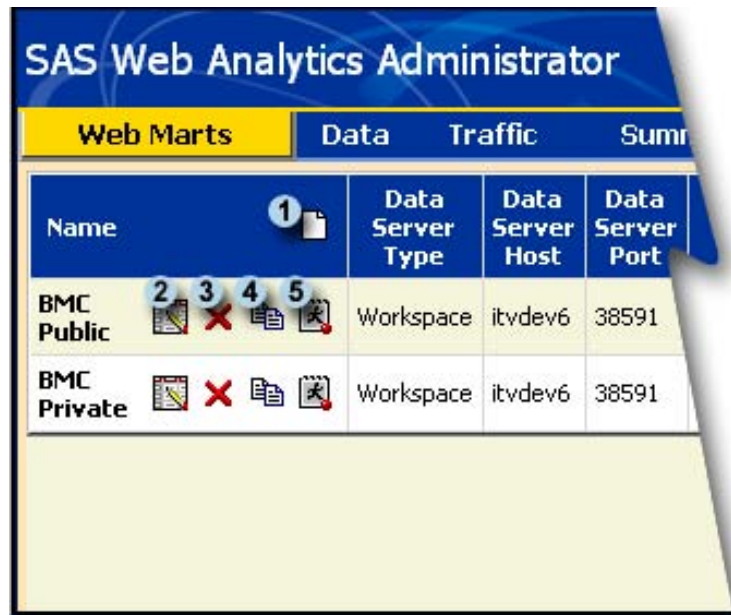 SAS Web Analytics Administrator
Web Marts Data Traffic
Name 1 Data Server Type Data Server Host Data Server Port
BMC Public 2 3 4 5 Workspace itvdev6 38591
BMC Private Workspace itvdev6 38591